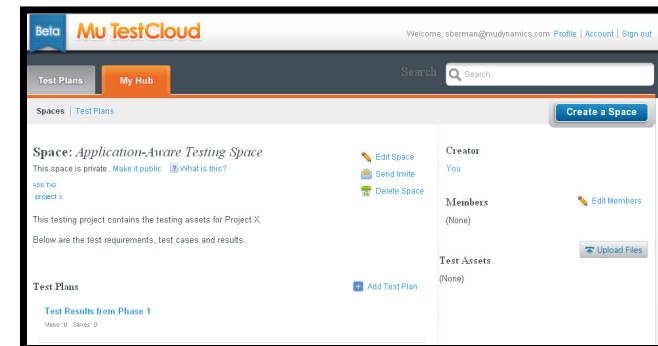 Beta
Mu TestCloud
Welcome, sberman@mudynamics.com Profile | Account | Sign out
Test Plans
My Hub
Search
Search
Spaces | Test Plans
Create a Space
Space: Application-Aware Testing Space
This space is private. Make it public ? What is this?
ADD TAG
project x
This testing project contains the testing assets for Project X.
Below are the test requirements, test cases and results.
Edit Space
Send Invite
Delete Space
Creator
You
Members
Edit Members
(None)
Upload Files
Test Assets
(None)
Test Plans
Add Test Plan
Test Results from Phase 1
Views: 0 Saves: 0